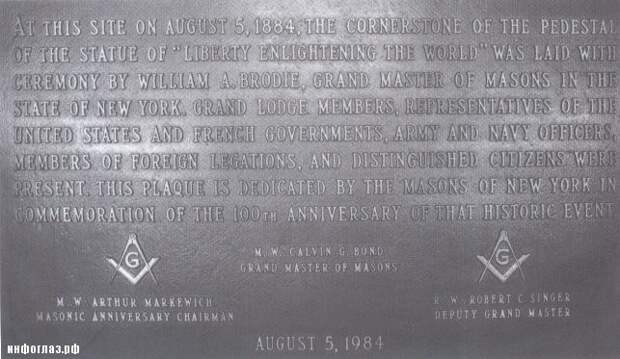 AT THIS SITE ON AUGUST 5, 1884, THE CORNERSTONE OF THE PEDESTAL
OF THE STATUE OF "LIBERTY ENLIGHTENING THE WORLD" WAS LAID WITH
CEREMONY BY WILLIAM A. BRODIE, GRAND MASTER OF MASONS IN THE
STATE OF NEW YORK. GRAND LODGE MEMBERS, REPRESENTATIVES OF THE
UNITED STATES AND FRENCH GOVERNMENTS, ARMY AND NAVY OFFICERS,
MEMBERS OF FOREIGN LEGATIONS, AND DISTINGUISHED CITIZENS WERE
PRESENT. THIS PLAQUE IS DEDICATED BY THE MASONS OF NEW YORK IN
COMMEMORATION OF THE 100TH ANNIVERSARY OF THAT HISTORIC EVENT.
G
M. W. CALVIN G. BOND
GRAND MASTER OF MASONS
G
M. W. ARTHUR MARKEWICH
MASONIC ANNIVERSARY CHAIRMAN
R. W. ROBERT C. SINGER
DEPUTY GRAND MASTER
AUGUST 5, 1984
инфоглаз.рф